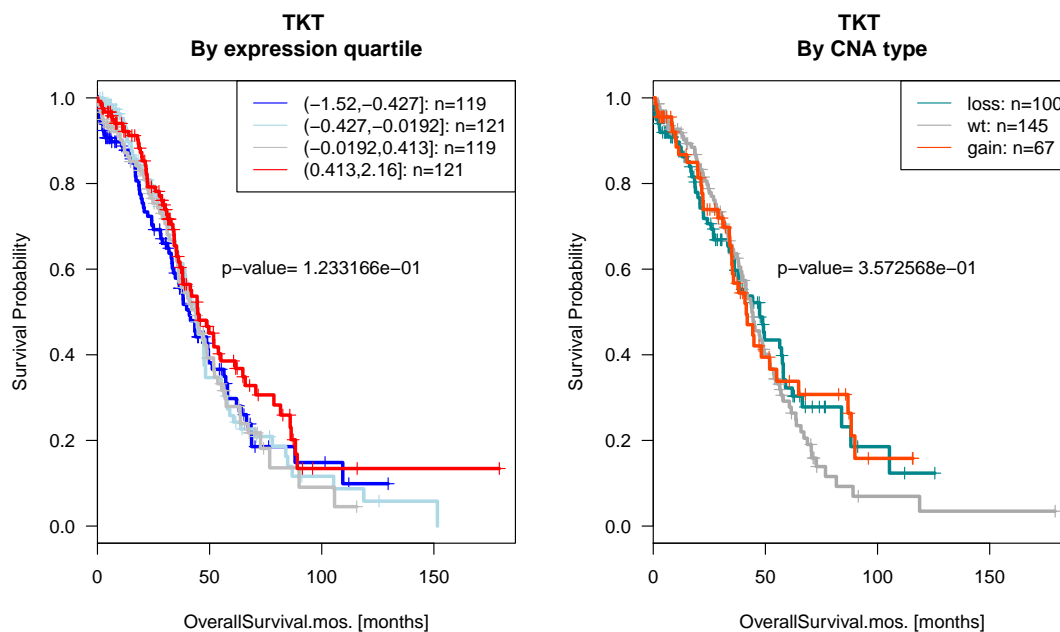 TKT
By expression quartile
1.0
0.8
0.6
0.4
0.2
0.0
Survival Probability
(−1.52,−0.427]: n=119
(−0.427,−0.0192]: n=121
(−0.0192,0.413]: n=119
(0.413,2.16]: n=121
p−value= 1.233166e−01
0 50 100 150
OverallSurvival.mos. [months]
TKT
By CNA type
1.0
0.8
0.6
0.4
0.2
0.0
Survival Probability
loss: n=100
wt: n=145
gain: n=67
p−value= 3.572568e−01
0 50 100 150
OverallSurvival.mos. [months]